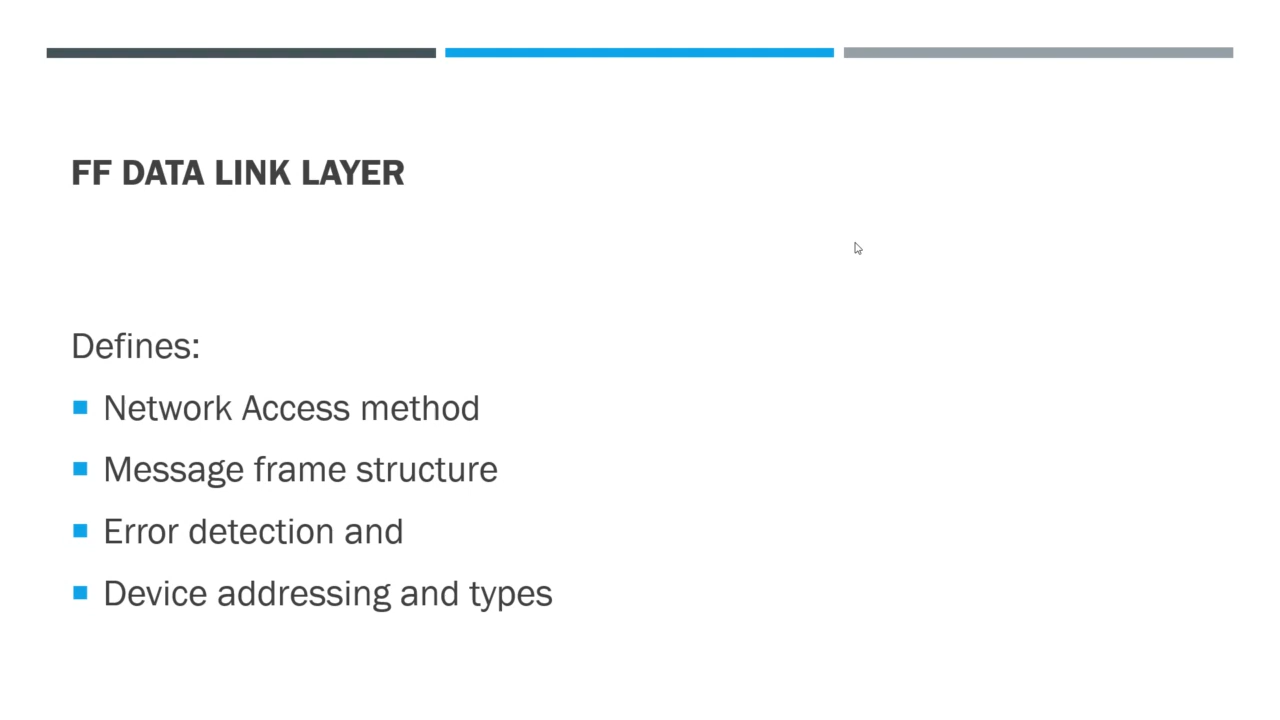 FF DATA LINK LAYER
Defines:
Network Access method
Message frame structure
Error detection and
Device addressing and types